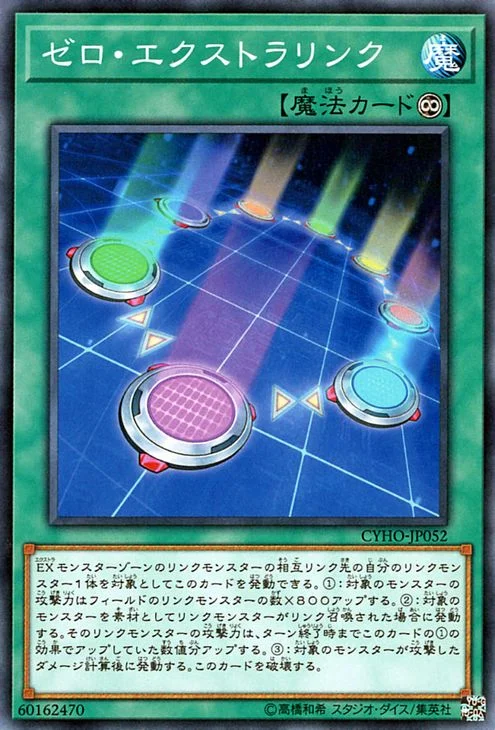 ゼロ・エクストラリンク
魔
【魔法カード】
CYHO-JP052
EXモンスターゾーンのリンクモンスターの相互リンク先の自分のリンクモン
スター1体を対象としてこのカードを発動できる。①:対象のモンスターの
攻撃力はフィールドのリンクモンスターの数×800アップする。②:対象の
モンスターを素材としてリンクモンスターがリンク召喚された場合に発動
する。そのリンクモンスターの攻撃力は、ターン終了時までこのカードの①の
効果でアップしていた数値分アップする。③:対象のモンスターが攻撃した
ダメージ計算後に発動する。このカードを破壊する。
60162470
©高橋和希 スタジオ・ダイス/集英社